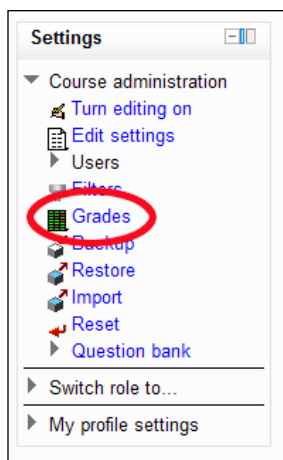 Settings
Course administration
Turn editing on
Edit settings
Users
Filters
Grades
Backup
Restore
Import
Reset
Question bank
Switch role to...
My profile settings